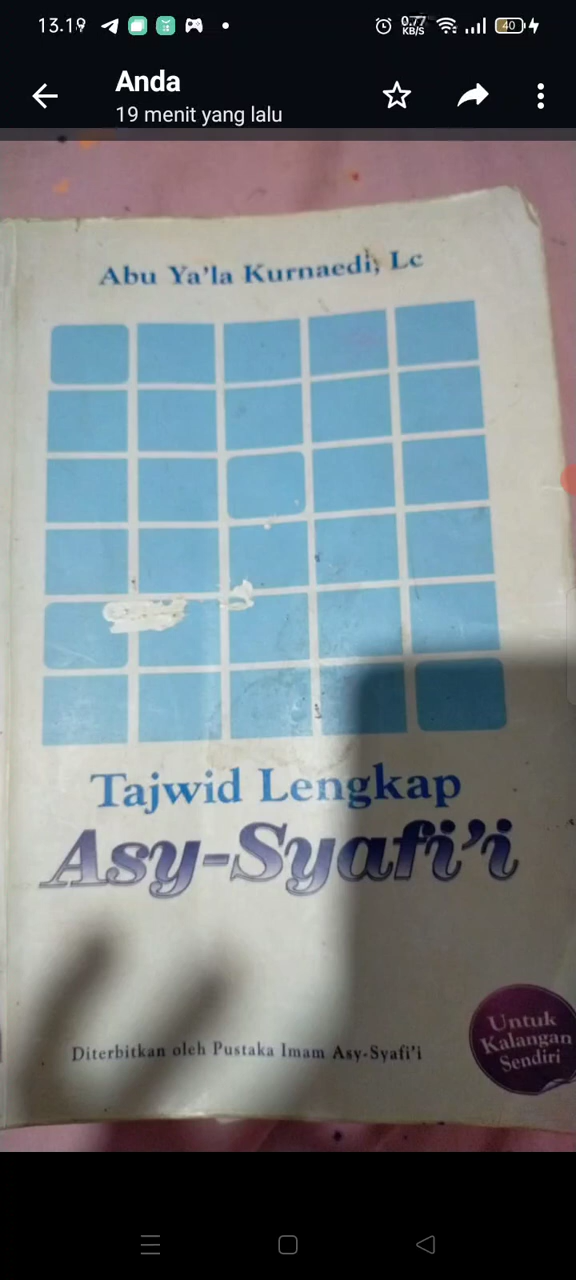 13.19
0.77
KB/S
40
Anda
19 menit yang lalu
Abu Ya'la Kurnaedi, Lc
Tajwid Lengkap
Asy-Syafi'i
Diterbitkan oleh Pustaka Imam Asy-Syafi'i
Untuk
Kalangan
Sendiri